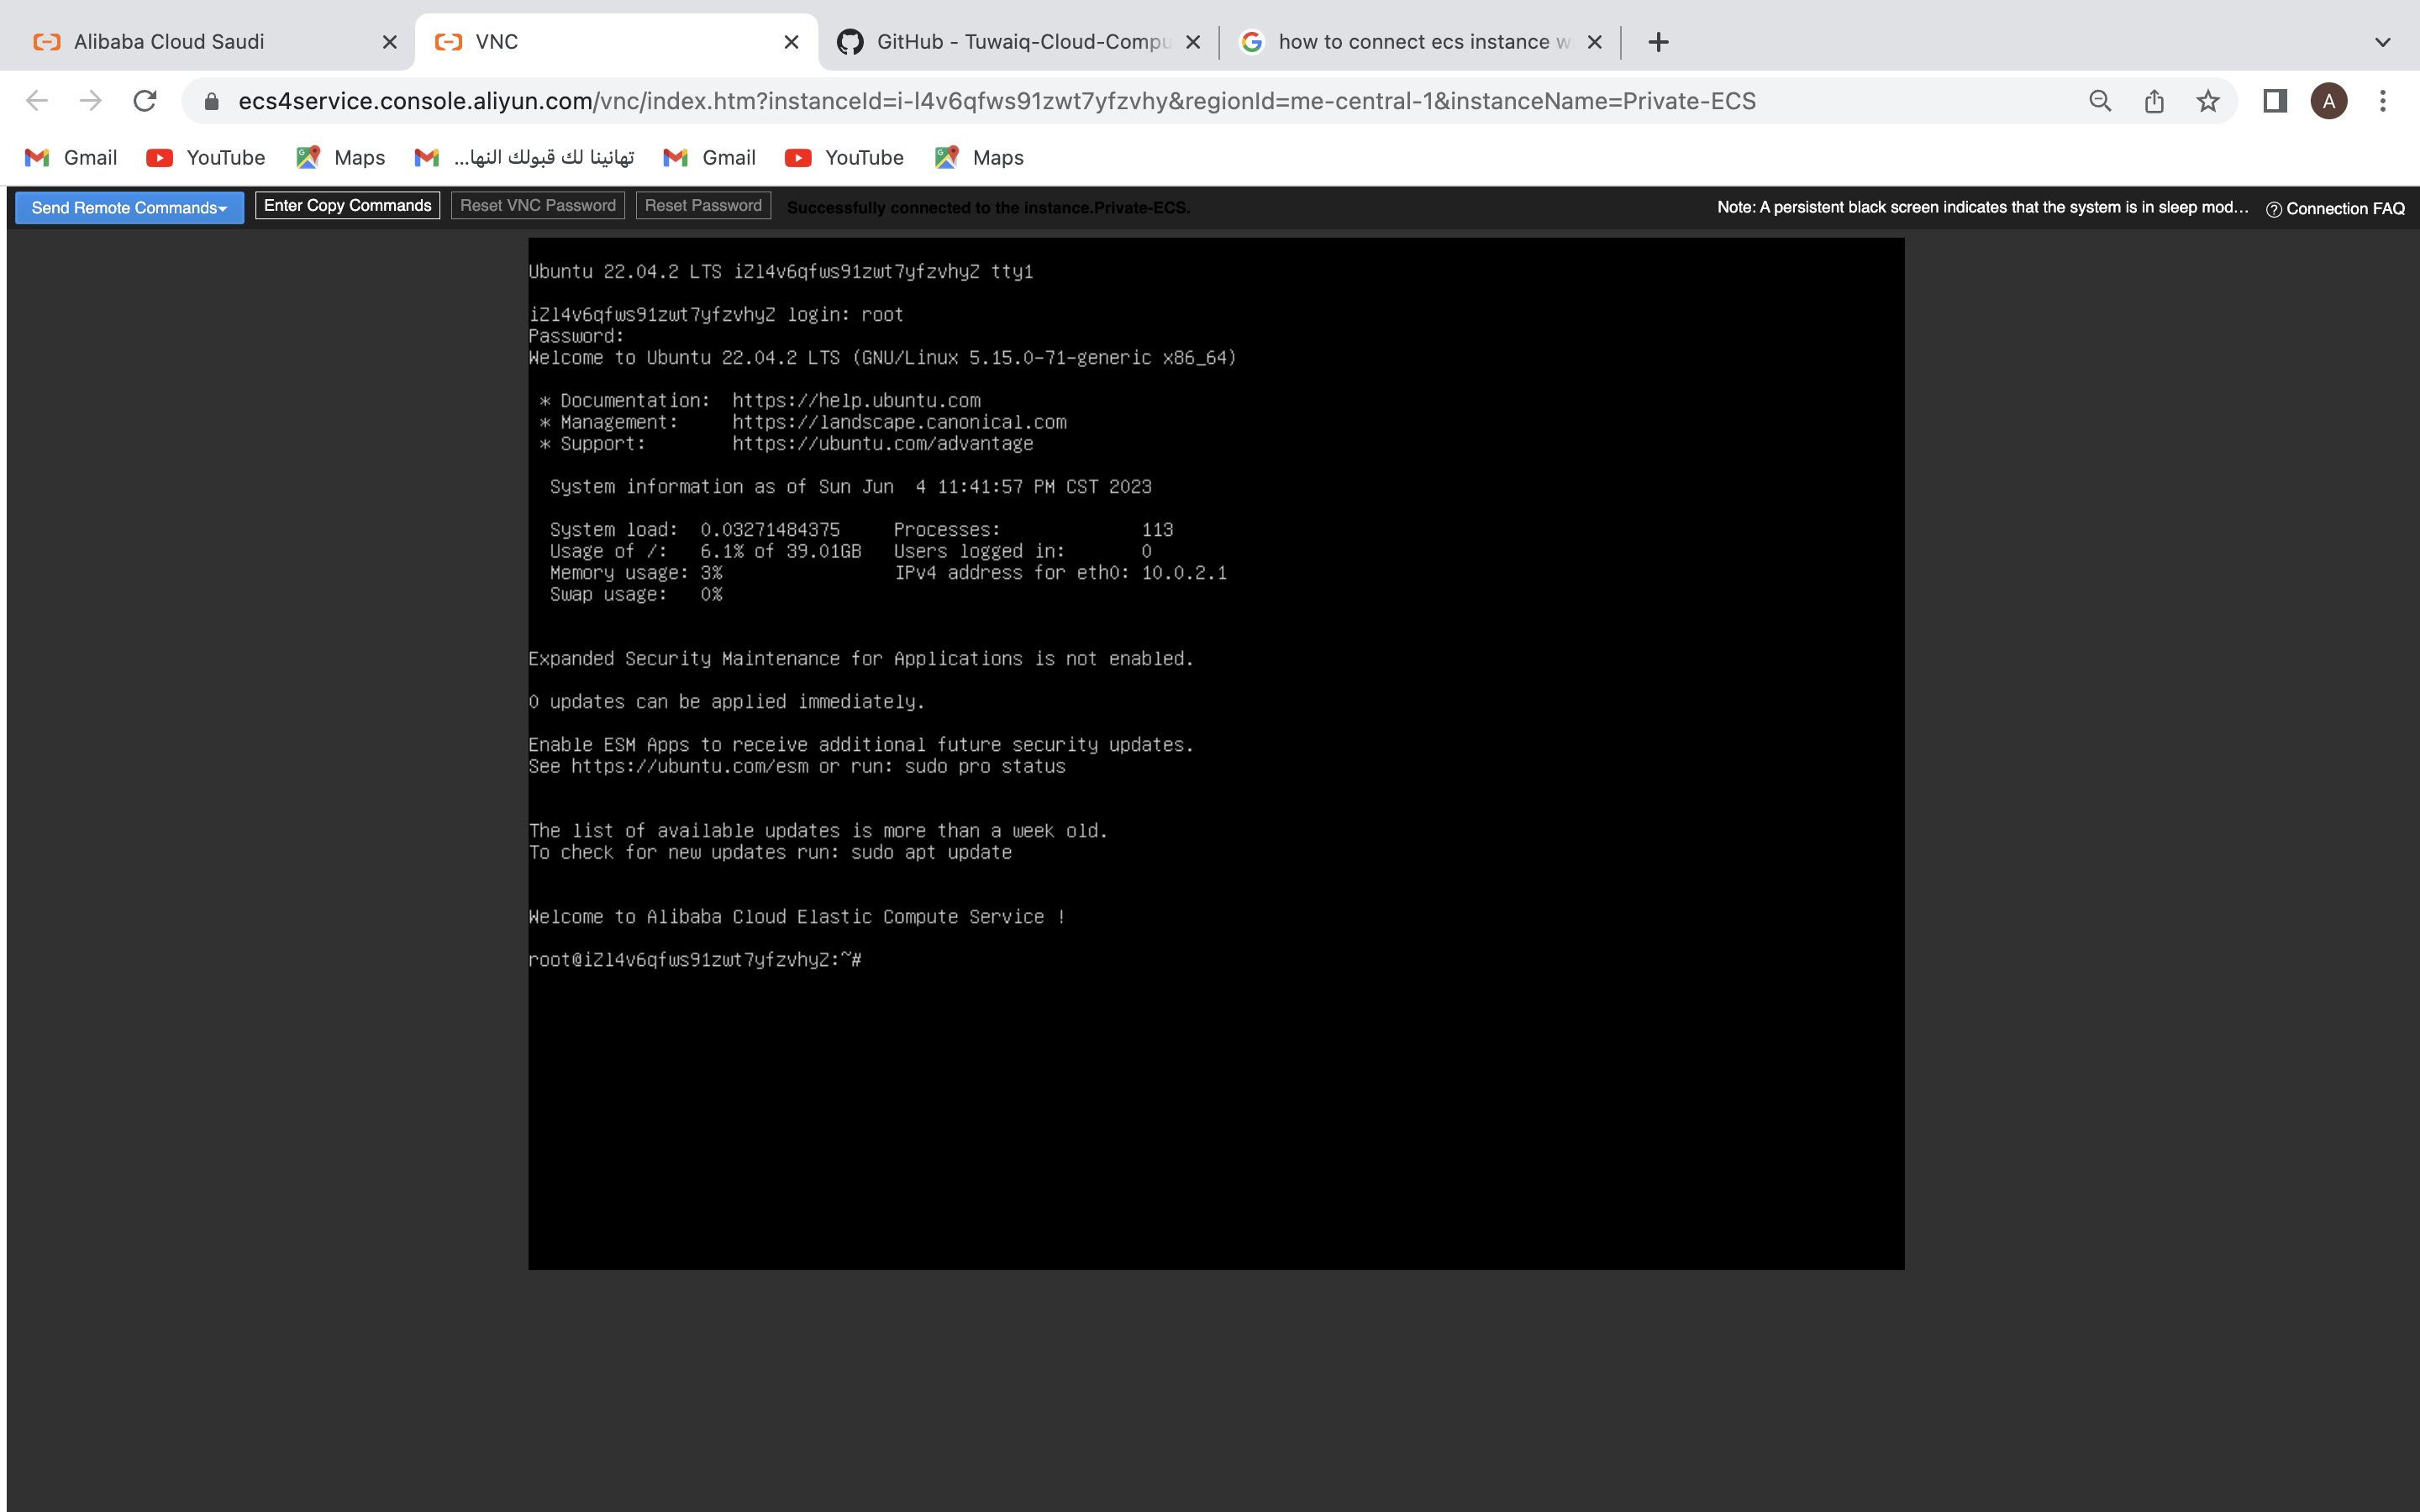 Alibaba Cloud Saudi
VNC
GitHub - Tuwaiq-Cloud-Compu
how to connect ecs instance w
ecs4service.console.aliyun.com/vnc/index.htm?instanceId=i-l4v6qfws91zwt7yfzvhy&regionId=me-central-1&instanceName=Private-ECS
A
Gmail YouTube Maps تهانينا لك قبولك النها... Gmail YouTube Maps
Send Remote Commands Enter Copy Commands Reset VNC Password Reset Password Successfully connected to the instance.Private-ECS. Note: A persistent black screen indicates that the system is in sleep mod... ? Connection FAQ
Ubuntu 22.04.2 LTS iZl4v6qfws91zwt7yfzvhyZ tty1
iZl4v6qfws91zwt7yfzvhyZ login: root
Password:
Welcome to Ubuntu 22.04.2 LTS (GNU/Linux 5.15.0-71-generic x86_64)
* Documentation: https://help.ubuntu.com
* Management: https://landscape.canonical.com
* Support: https://ubuntu.com/advantage
System information as of Sun Jun 4 11:41:57 PM CST 2023
System load: 0.03271484375 Processes: 113
Usage of /: 6.1% of 39.01GB Users logged in: 0
Memory usage: 3% IPv4 address for eth0: 10.0.2.1
Swap usage: 0%
Expanded Security Maintenance for Applications is not enabled.
0 updates can be applied immediately.
Enable ESM Apps to receive additional future security updates.
See https://ubuntu.com/esm or run: sudo pro status
The list of available updates is more than a week old.
To check for new updates run: sudo apt update
Welcome to Alibaba Cloud Elastic Compute Service !
root@iZl4v6qfws91zwt7yfzvhyZ:~#